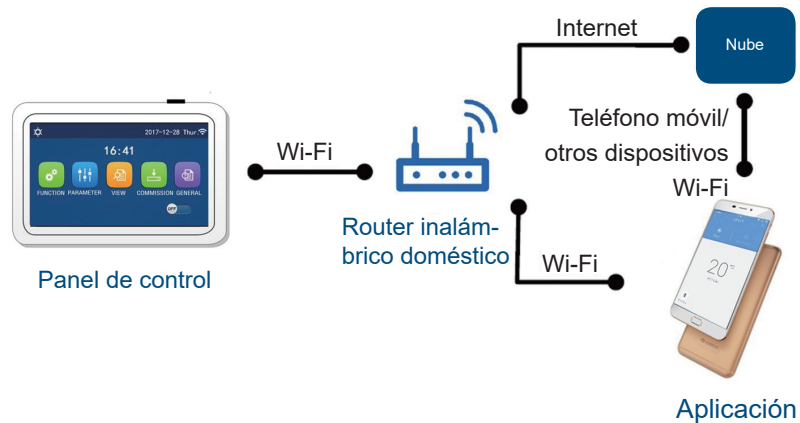 Internet
Nube
2017-12-28 Thur.
16:41
Wi-Fi
FUNCTION PARAMETER VIEW COMMISSION GENERAL
OFF
Teléfono móvil/
otros dispositivos
Wi-Fi
Router inalám-
brico doméstico
Wi-Fi
Panel de control
20
Aplicación